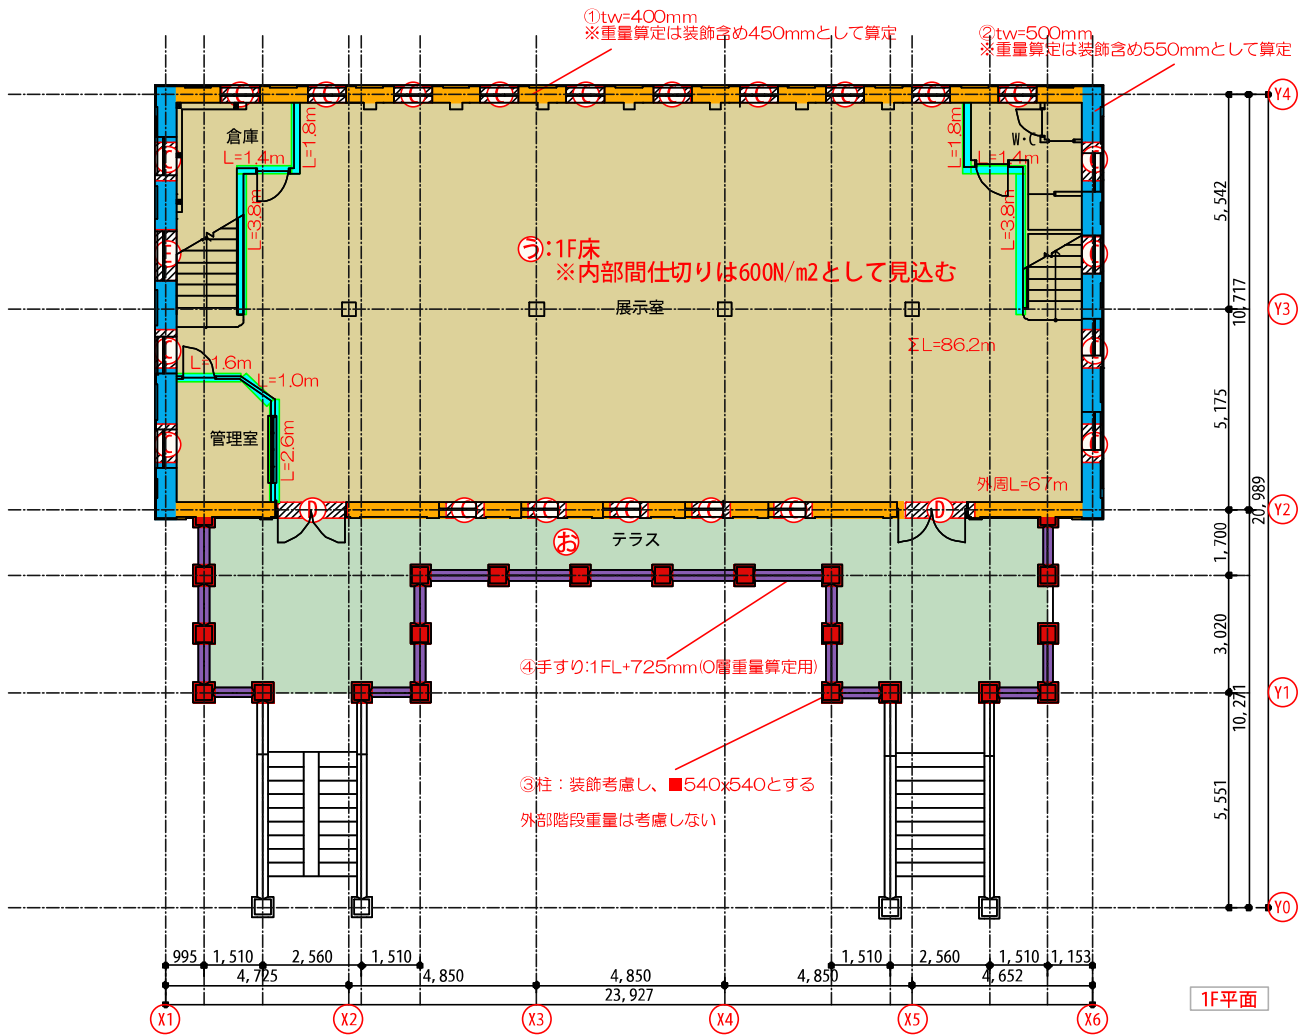 ①tw=400mm
※重量算定は装飾含め450mmとして算定
②tw=500mm
※重量算定は装飾含め550mmとして算定
C C C C C C C C C C
Y4
倉庫
L=1.4m
L=1.8m
L=1.8m
W・C
L=1.4m
C
C
L=3.8m
L=3.8m
5,542
E
C
う:1F床
※内部間仕切りは600N/m2として見込む
展示室
10,717
Y3
ΣL=86.2m
C
C
L=1.6m
L=1.0m
5,175
管理室
L=2.6m
C
C
外周L=67m
20,989
D C C C C C D
Y2
お テラス
1,700
3,020
④手すり:1FL+725mm(0層重量算定用)
Y1
10,271
③柱：装飾考慮し、■540x540とする
外部階段重量は考慮しない
5,551
Y0
995 1,510 2,560 1,510 1,510 2,560 1,510 1,153
4,725 4,850 4,850 4,850 4,652
23,927
X1 X2 X3 X4 X5 X6
1F平面